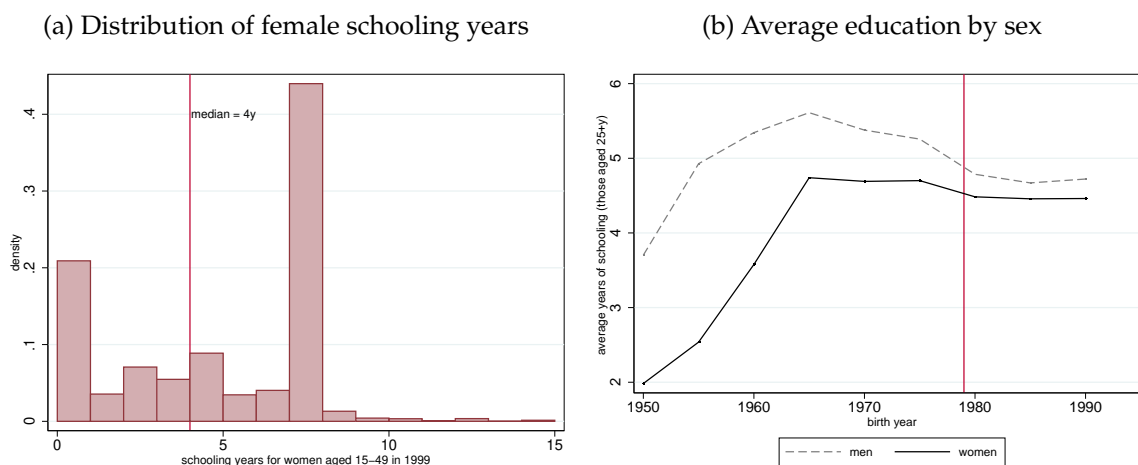 (a) Distribution of female schooling years
density
.4
.3
.2
.1
0
median = 4y
0 5 10 15
schooling years for women aged 15−49 in 1999
(b) Average education by sex
average years of schooling (those aged 25+y)
6
5
4
3
2
1950 1960 1970 1980 1990
birth year
men women